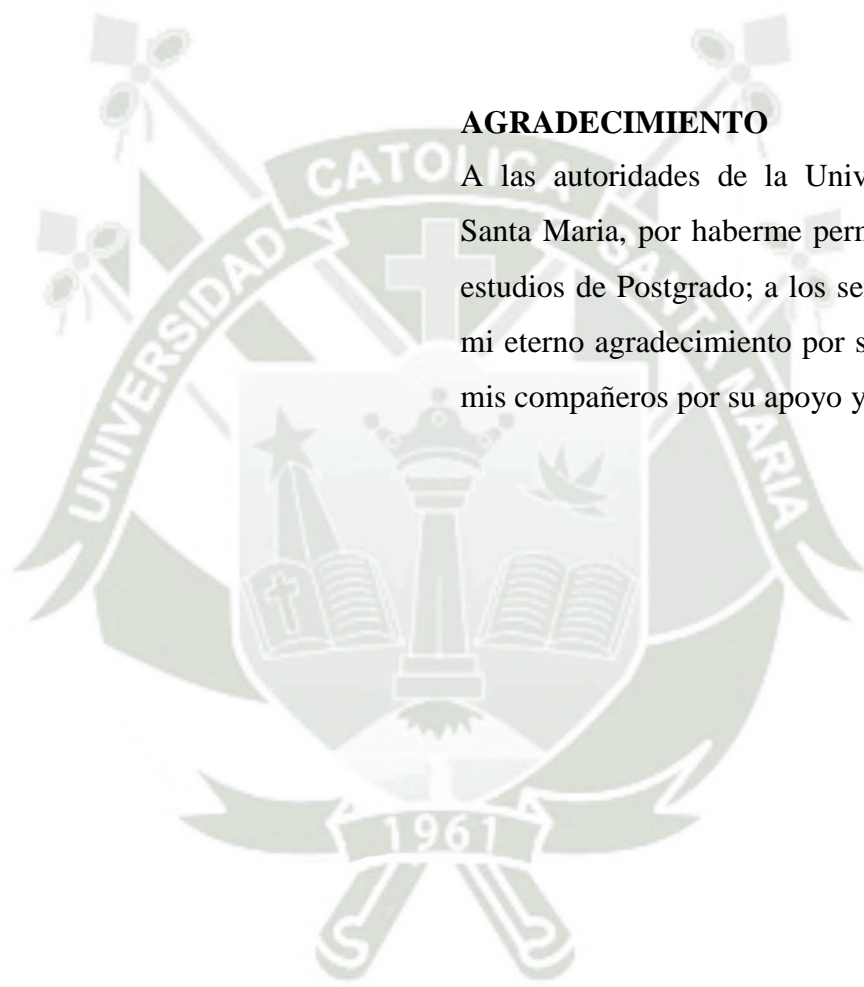 AGRADECIMIENTO
A las autoridades de la Univ
Santa Maria, por haberme perm
estudios de Postgrado; a los se
mi eterno agradecimiento por s
mis compañeros por su apoyo y
UNIVERSIDAD CATOLICA SANTA MARIA
1961